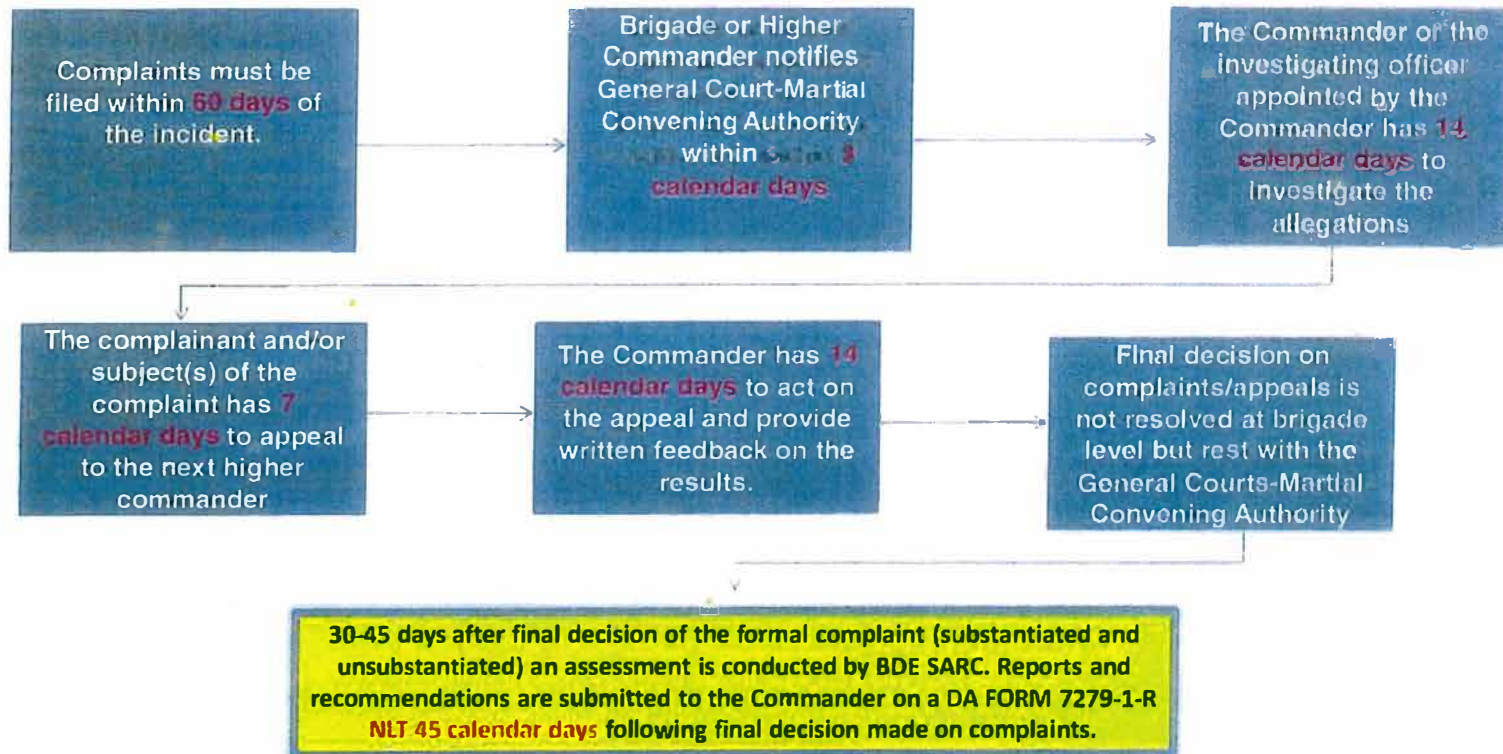 Complaints must be
filed within 60 days of
the incident.
Brigade or Higher
Commander notifies
General Court-Martial
Convening Authority
within 3
calendar days
The Commander or the
investigating officer
appointed by the
Commander has 14
calendar days to
investigate the
allegations
The complainant and/or
subject(s) of the
complaint has 7
calendar days to appeal
to the next higher
commander
The Commander has 14
calendar days to act on
the appeal and provide
written feedback on the
results.
Final decision on
complaints/appeals is
not resolved at brigade
level but rest with the
General Courts-Martial
Convening Authority
30-45 days after final decision of the formal complaint (substantiated and
unsubstantiated) an assessment is conducted by BDE SARC. Reports and
recommendations are submitted to the Commander on a DA FORM 7279-1-R
NLT 45 calendar days following final decision made on complaints.